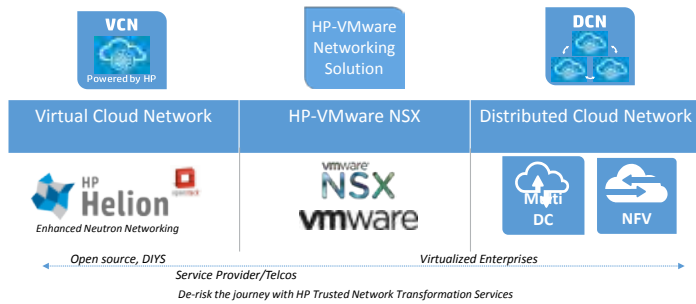 VCN
Powered by HP
HP-VMware
Networking
Solution
DCN
Virtual Cloud Network
HP-VMware NSX
Distributed Cloud Network
HP
Helion
openstack
Enhanced Neutron Networking
vmware
NSX
vmware
Multi
DC
NFV
Open source, DIYS
Virtualized Enterprises
Service Provider/Telcos
De-risk the journey with HP Trusted Network Transformation Services